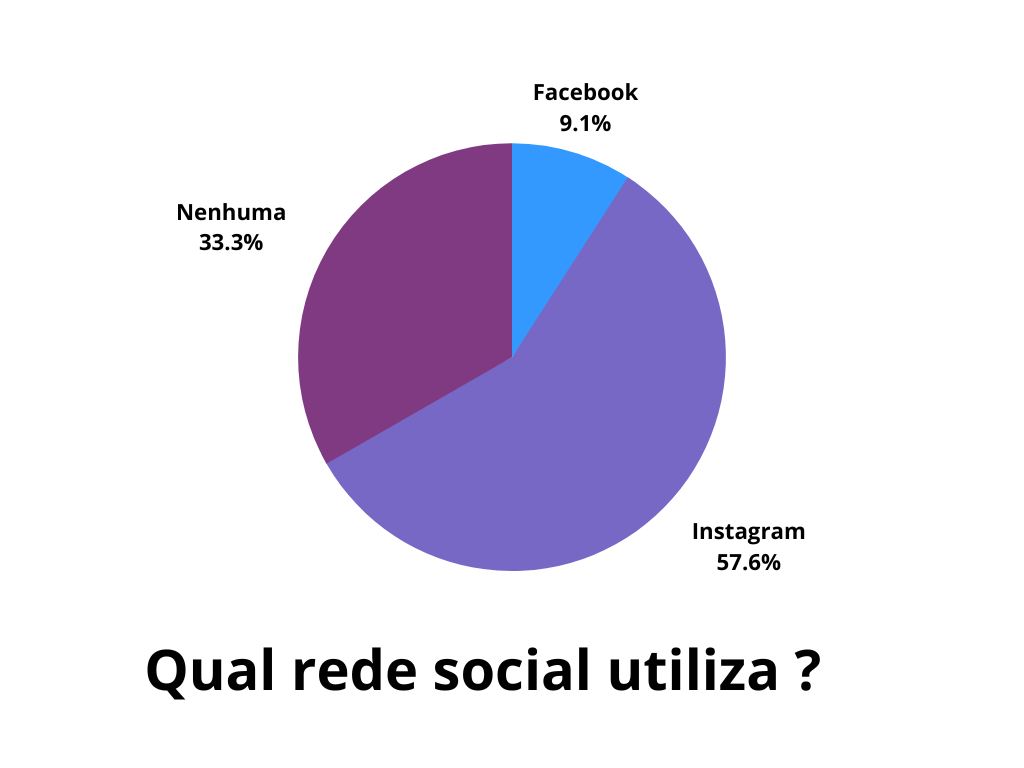 Facebook
9.1%
Nenhuma
33.3%
Instagram
57.6%
Qual rede social utiliza ?